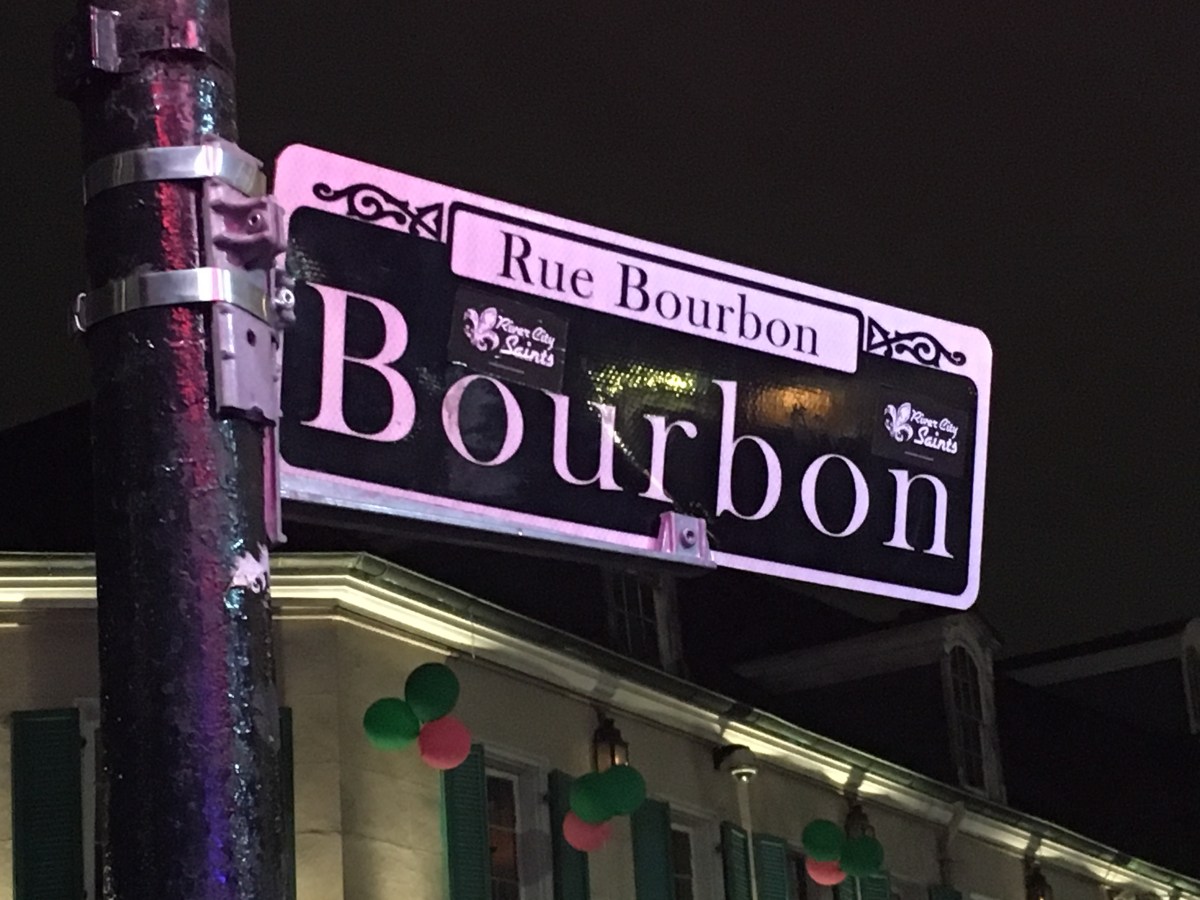 Rue Bourbon
River City
Saints
River City
Saints
Bourbon